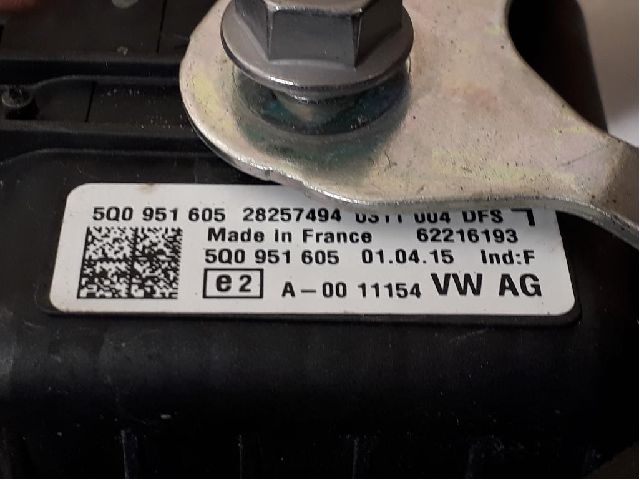 5Q0 951 605 28257494 0311 004 DFS
Made in France 62216193
5Q0 951 605 01.04.15 Ind:F
e2 A-00 11154 VW AG